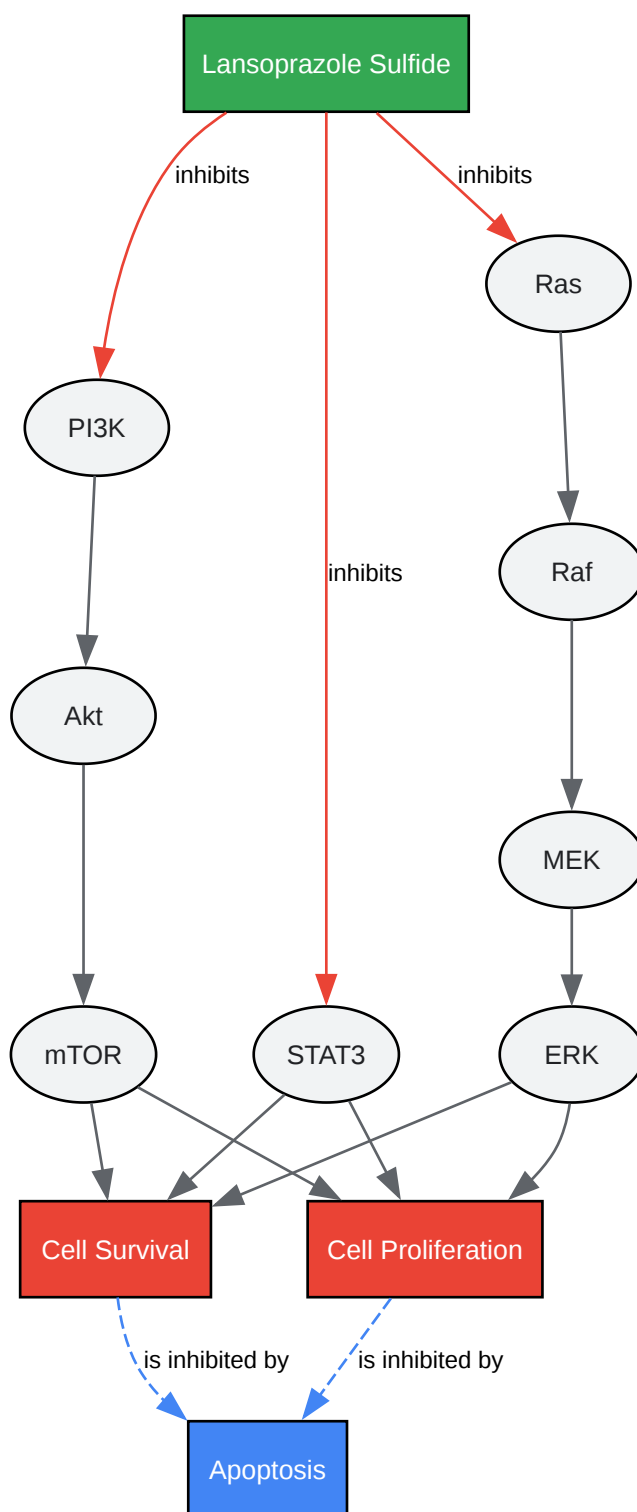 Lansoprazole Sulfide
inhibits
inhibits
Ras
PI3K
inhibits
Raf
Akt
MEK
mTOR
STAT3
ERK
Cell Survival
Cell Proliferation
is inhibited by
is inhibited by
Apoptosis